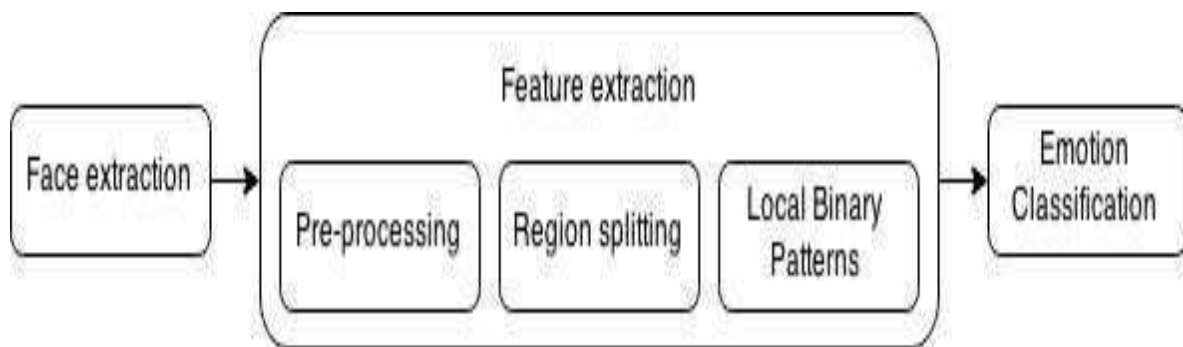 Feature extraction
Face extraction
Pre-processing
Region splitting
Local Binary
Patterns
Emotion
Classification